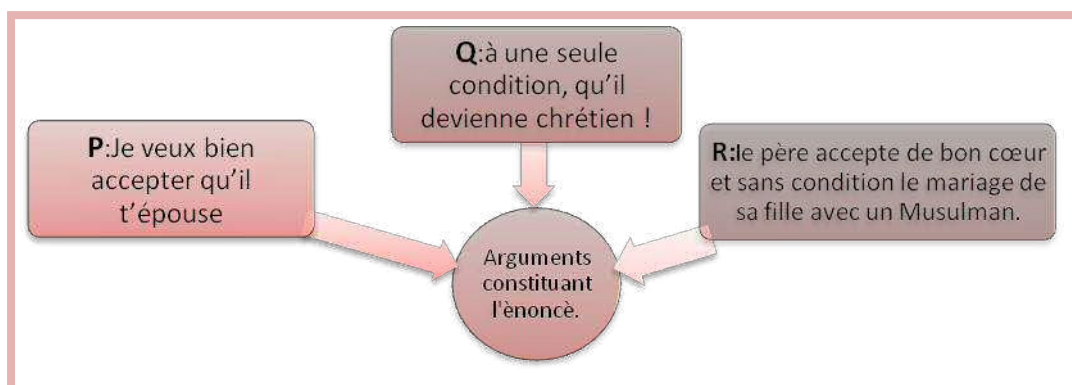 Q:à une seule
condition, qu'il
devienne chrétien !
P:Je veux bien
accepter qu'il
t'épouse
R:le père accepte de bon cœur
et sans condition le mariage de
sa fille avec un Musulman.
Arguments
constituant
l'ènoncè.